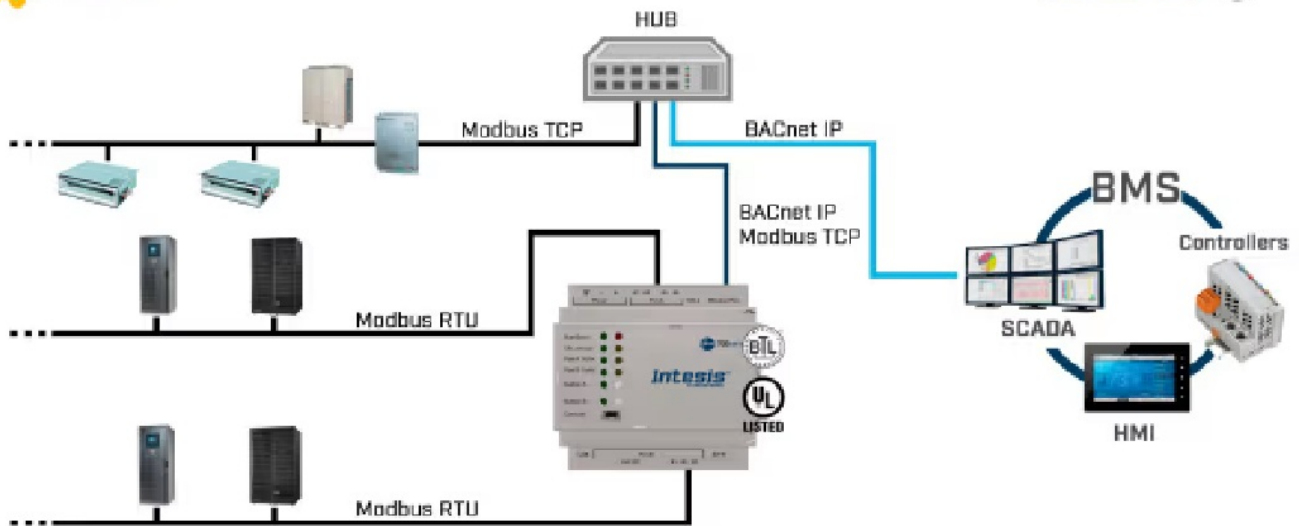 HUB
Modbus TCP
BACnet IP
BACnet IP
Modbus TCP
BMS
Controllers
SCADA
HMI
Modbus RTU
intesis
BTL
UL
LISTED
Modbus RTU